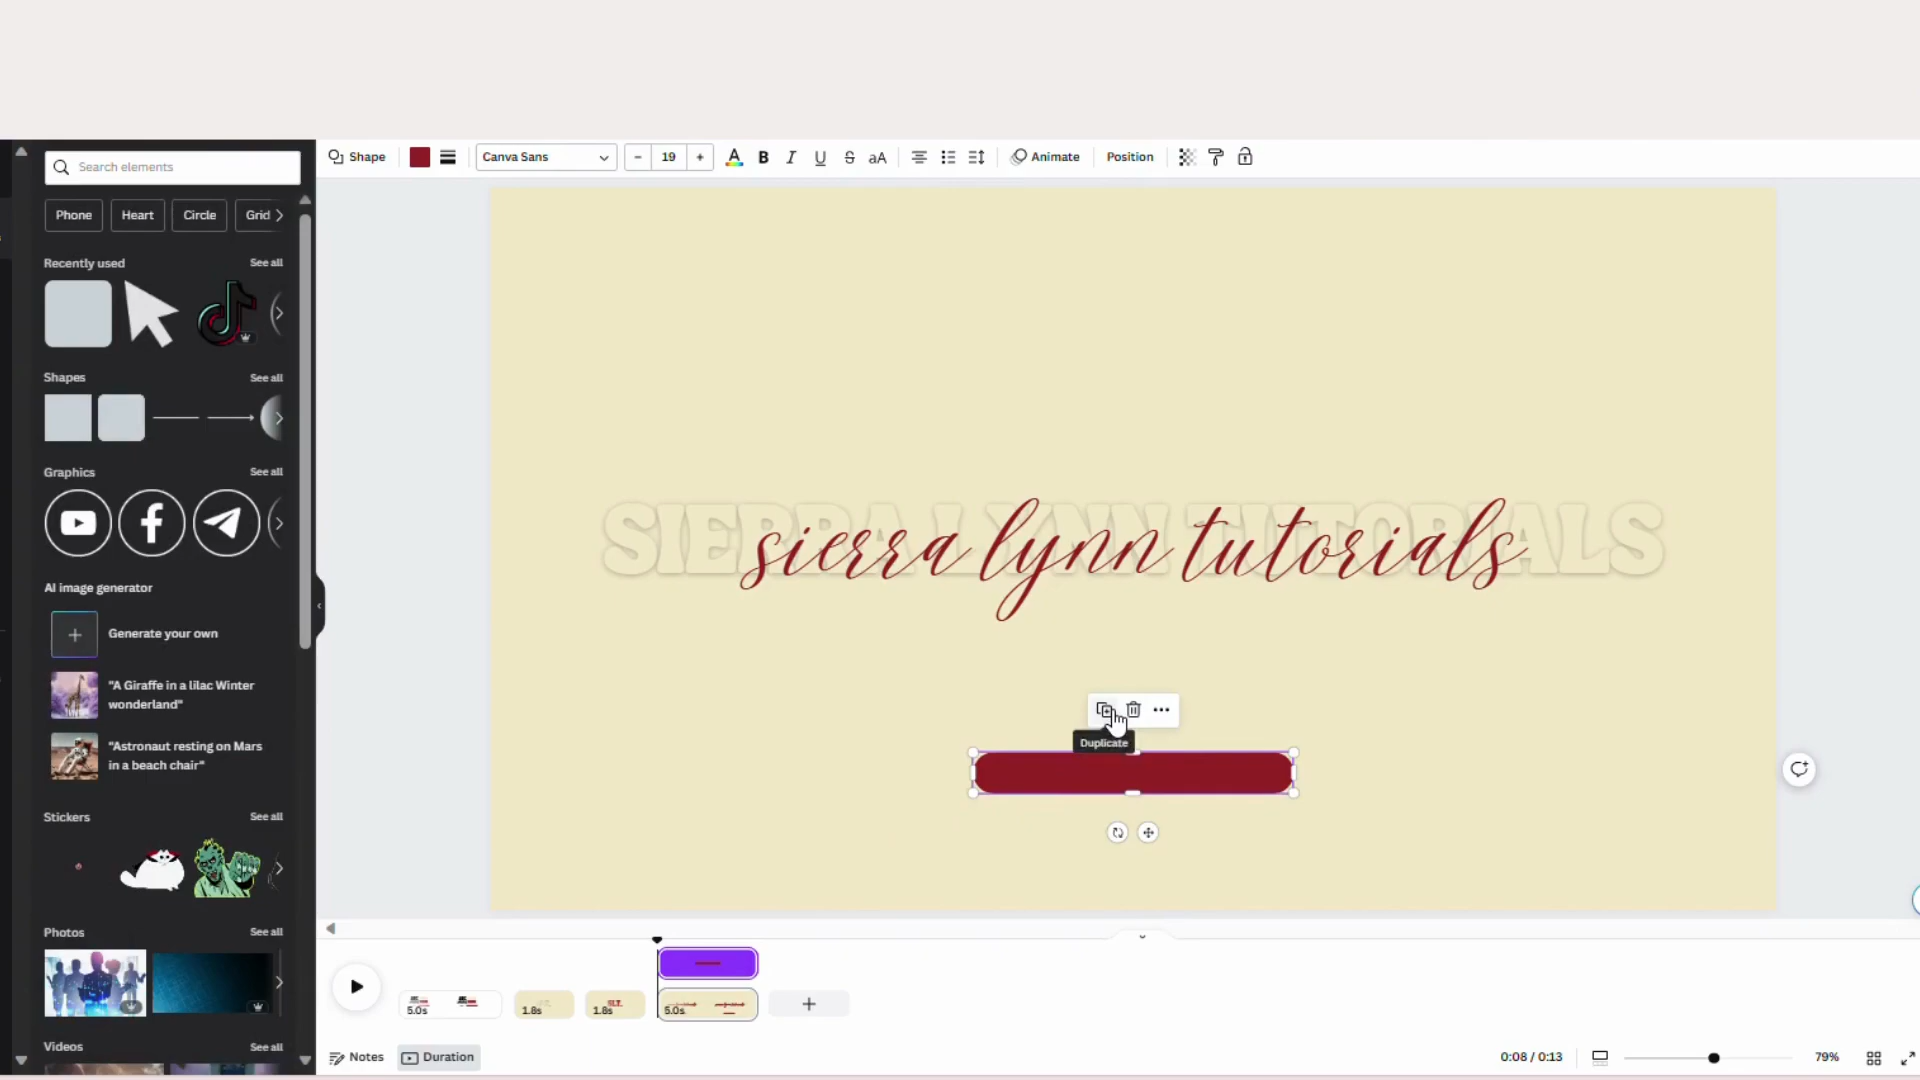 Search elements
Shape
Canva Sans
- 19 +
A B I U S aA
Animate
Position
Phone Heart Circle Grid
Recently used See all
Shapes See all
Graphics See all
AI image generator
Generate your own
"A Giraffe in a lilac Winter
wonderland"
"Astronaut resting on Mars
in a beach chair"
Stickers See all
Photos See all
Videos See all
SIERRA LYNN TUTORIALS
sierra lynn tutorials
Duplicate
5.0s
1.8s
1.8s
SLT.
5.0s
Notes
Duration
0:08 / 0:13
79%